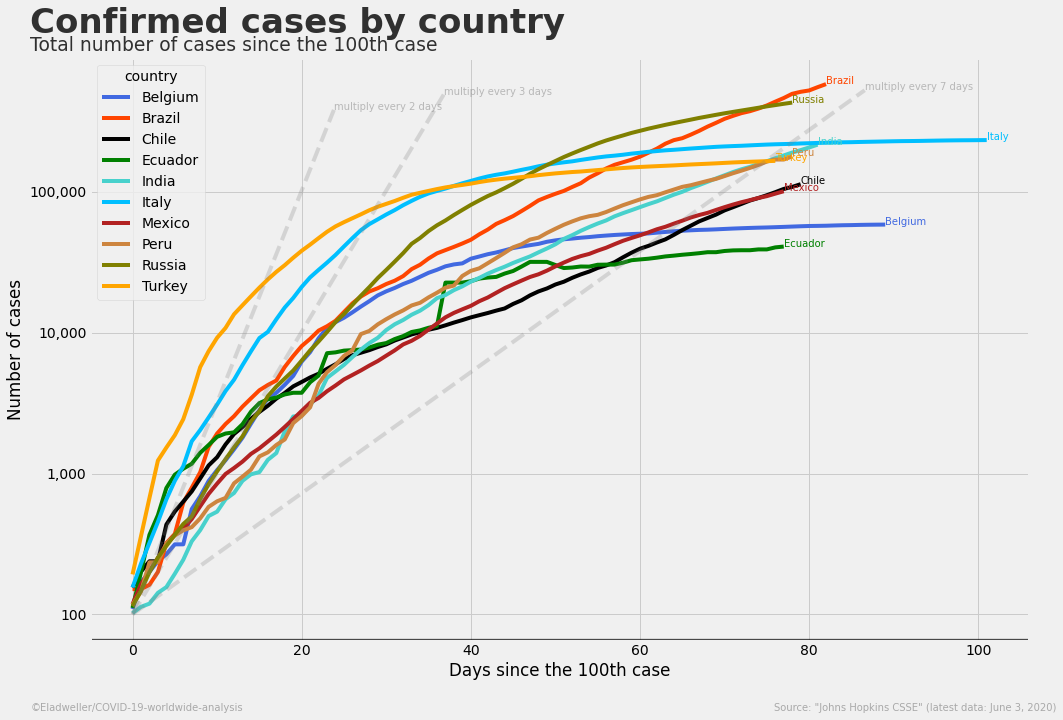 Confirmed cases by country
Total number of cases since the 100th case
country
Belgium
Brazil
Chile
Ecuador
India
Italy
Mexico
Peru
Russia
Turkey
multiply every 2 days
multiply every 3 days
multiply every 7 days
Brazil
Russia
Italy
India
Peru
Turkey
Chile
Mexico
Belgium
Ecuador
Number of cases
100,000
10,000
1,000
100
0 20 40 60 80 100
Days since the 100th case
©Eladweller/COVID-19-worldwide-analysis
Source: "Johns Hopkins CSSE" (latest data: June 3, 2020)